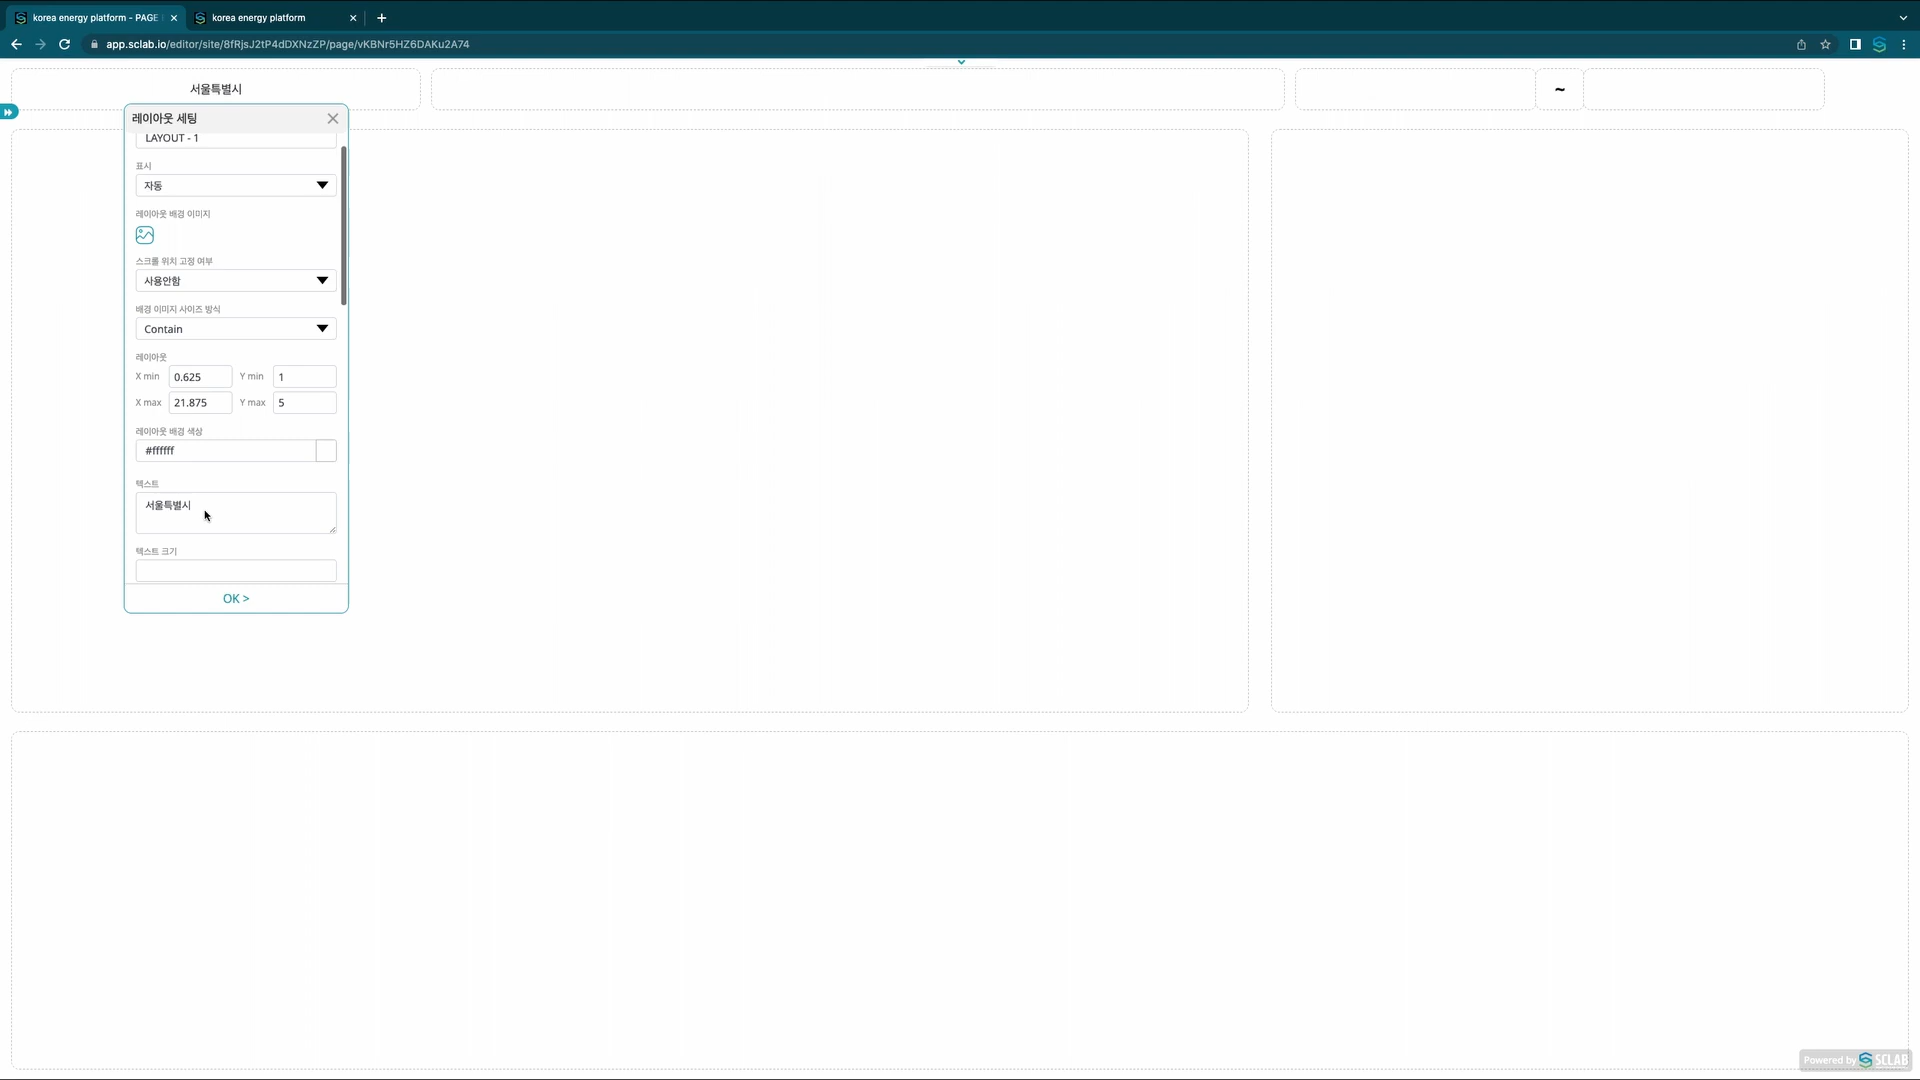 korea energy platform - PAGE
korea energy platform
app.sclab.io/editor/site/8fRjsJ2tP4dDXNzZP/page/vKBNr5HZ6DAKu2A74
서울특별시
~
레이아웃 세팅
LAYOUT - 1
표시
자동
레이아웃 배경 이미지
스크롤 위치 고정 여부
사용안함
배경 이미지 사이즈 방식
Contain
레이아웃
X min 0.625 Y min 1
X max 21.875 Y max 5
레이아웃 배경 색상
#ffffff
텍스트
서울특별시
텍스트 크기
OK >
Powered by SCLAB